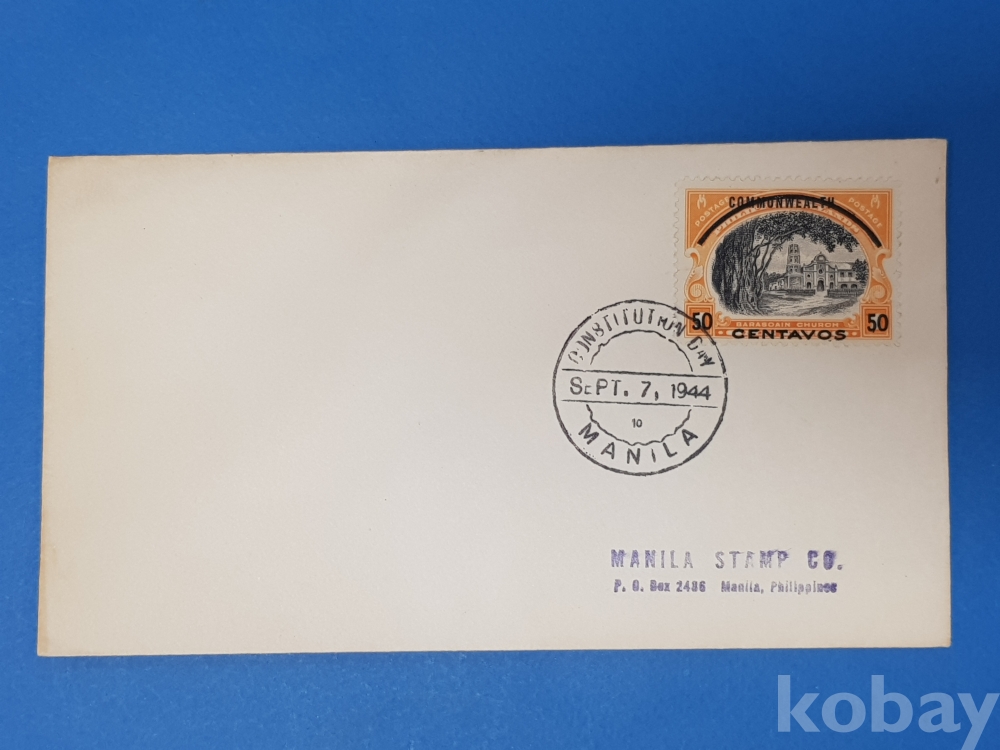 COMMONWEALTH
POSTAGE POSTAGE
50 BARASOAIN CHURCH 50
CENTAVOS
CONSTITUTION DAY
SEPT. 7, 1944
10
MANILA
MANILA STAMP CO.
P. O. Box 2486 Manila, Philippines
kobay